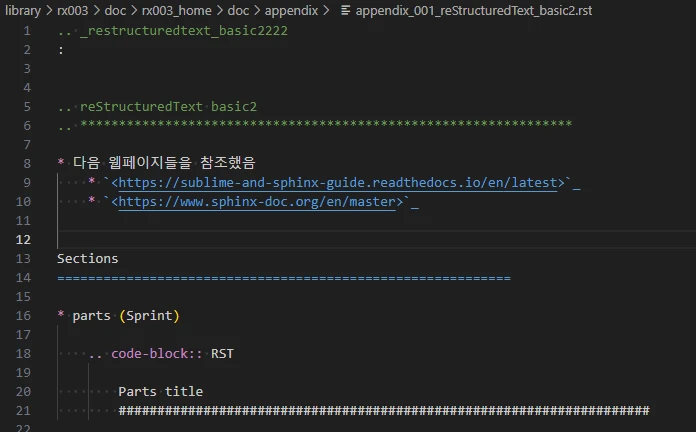 library > rx003 > doc > rx003_home > doc > appendix > appendix_001_reStructuredText_basic2.rst
1 .. _restructuredtext_basic2222
2 :
3
4
5 .. reStructuredText basic2
6 .. ****************************************************************
7
8 * 다음 웹페이지들을 참조했음
9 * `<https://sublime-and-sphinx-guide.readthedocs.io/en/latest>`_
10 * `<https://www.sphinx-doc.org/en/master>`_
11
12
13 Sections
14 ===========================================================
15
16 * parts (Sprint)
17
18 .. code-block:: RST
19
20 Parts title
21 #####################################################################
22